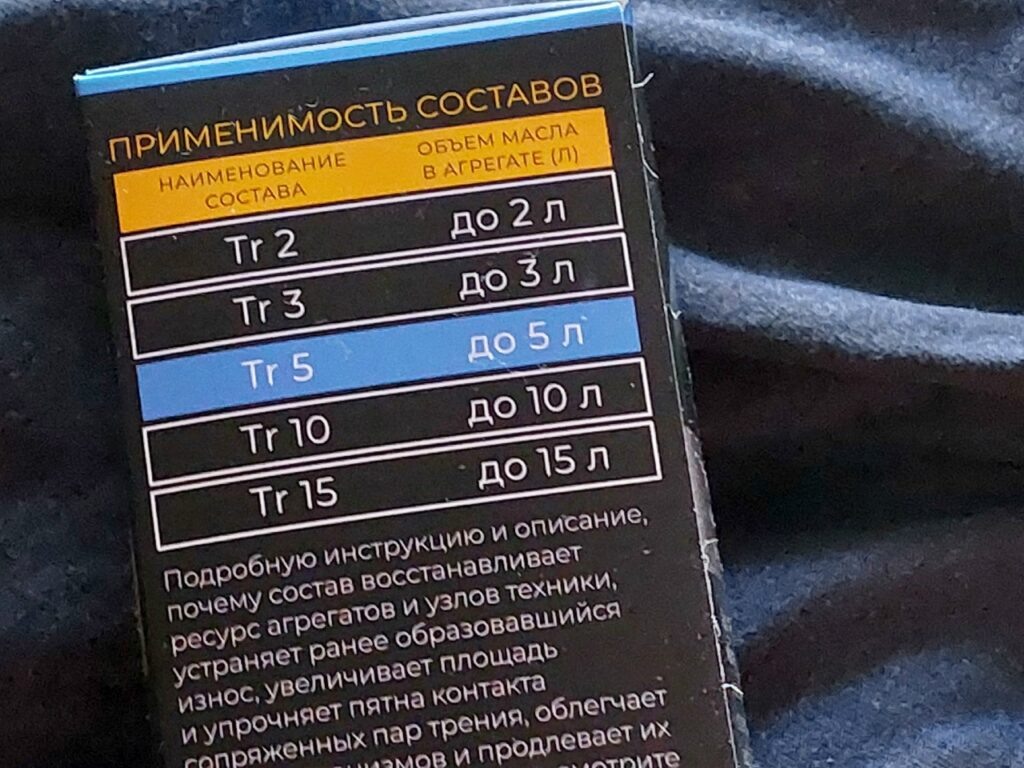 ПРИМЕНИМОСТЬ СОСТАВОВ
НАИМЕНОВАНИЕ СОСТАВА
ОБЪЕМ МАСЛА В АГРЕГАТЕ (Л)
Tr 2 до 2 л
Tr 3 до 3 л
Tr 5 до 5 л
Tr 10 до 10 л
Tr 15 до 15 л
Подробную инструкцию и описание,
почему состав восстанавливает
ресурс агрегатов и узлов техники,
устраняет ранее образовавшийся
износ, увеличивает площадь
и упрочняет пятна контакта
сопряженных пар трения, облегчает
и продлевает их